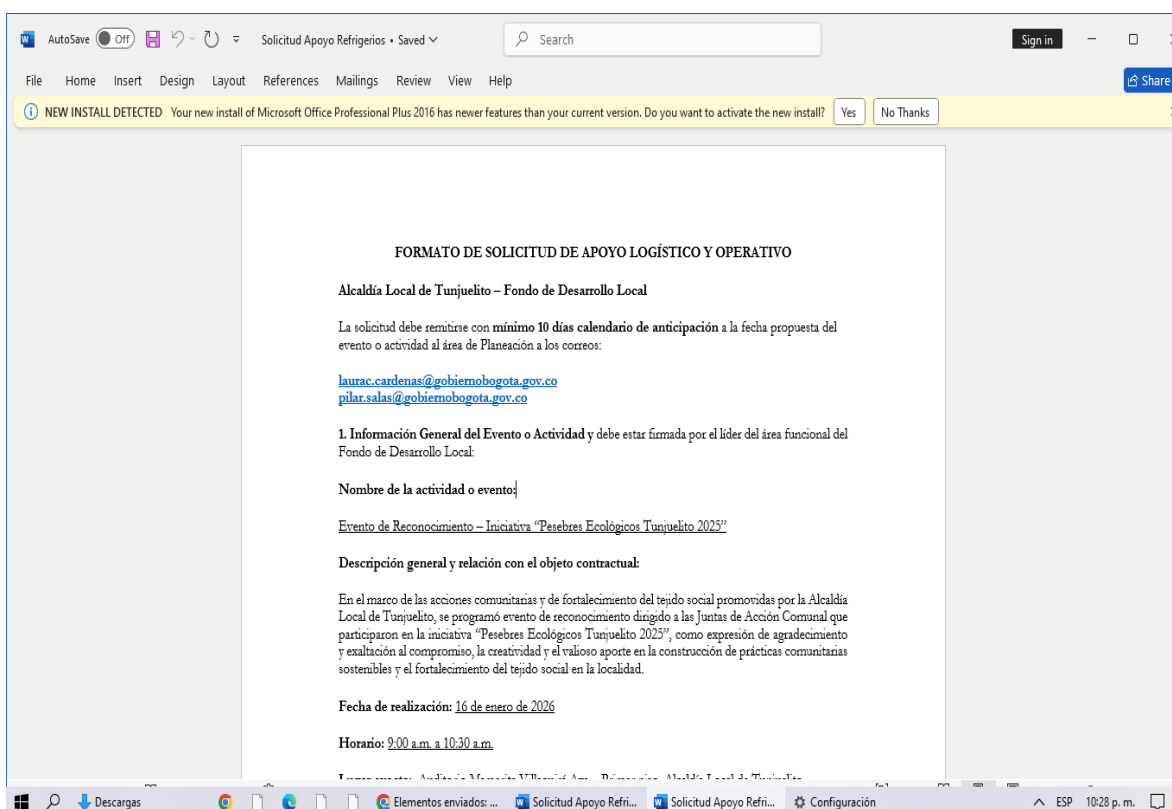 AutoSave Off Solicitud Apoyo Refrigerios • Saved Search Sign in
File Home Insert Design Layout References Mailings Review View Help Share
NEW INSTALL DETECTED Your new install of Microsoft Office Professional Plus 2016 has newer features than your current version. Do you want to activate the new install? Yes No Thanks
FORMATO DE SOLICITUD DE APOYO LOGÍSTICO Y OPERATIVO
Alcaldía Local de Tunjuelito – Fondo de Desarrollo Local
La solicitud debe remitirse con mínimo 10 días calendario de anticipación a la fecha propuesta del
evento o actividad al área de Planeación a los correos:
laurac.cardenas@gobiernobogota.gov.co
pilar.salas@gobiernobogota.gov.co
1. Información General del Evento o Actividad y debe estar firmada por el líder del área funcional del
Fondo de Desarrollo Local:
Nombre de la actividad o evento:
Evento de Reconocimiento – Iniciativa “Pesebres Ecológicos Tunjuelito 2025”
Descripción general y relación con el objeto contractual:
En el marco de las acciones comunitarias y de fortalecimiento del tejido social promovidas por la Alcaldía
Local de Tunjuelito, se programó evento de reconocimiento dirigido a las Juntas de Acción Comunal que
participaron en la iniciativa “Pesebres Ecológicos Tunjuelito 2025”, como expresión de agradecimiento
y exaltación al compromiso, la creatividad y el valioso aporte en la construcción de prácticas comunitarias
sostenibles y el fortalecimiento del tejido social en la localidad.
Fecha de realización: 16 de enero de 2026
Horario: 9:00 a.m. a 10:30 a.m.
Descargas Elementos enviados: ... Solicitud Apoyo Refri... Solicitud Apoyo Refri... Configuración ESP 10:28 p. m.